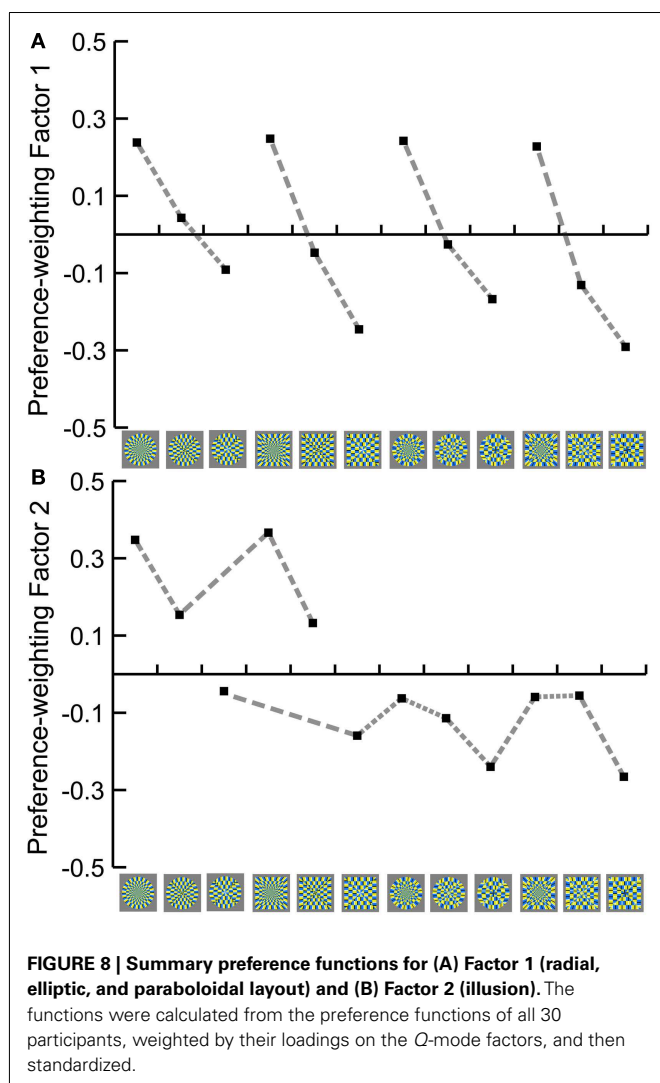 A
0.5
0.3
0.1
-0.1
-0.3
-0.5
Preference-weighting Factor 1
B
0.5
0.3
0.1
-0.1
-0.3
-0.5
Preference-weighting Factor 2
FIGURE 8 | Summary preference functions for (A) Factor 1 (radial,
elliptic, and paraboloidal layout) and (B) Factor 2 (illusion). The
functions were calculated from the preference functions of all 30
participants, weighted by their loadings on the Q-mode factors, and then
standardized.